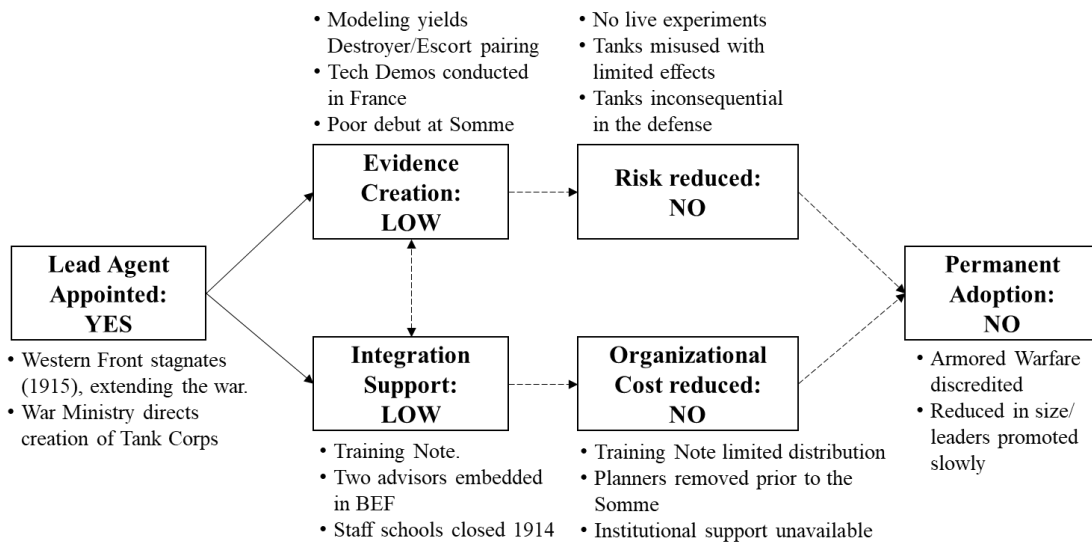 • Modeling yields
Destroyer/Escort pairing
• Tech Demos conducted
in France
• Poor debut at Somme
• No live experiments
• Tanks misused with
limited effects
• Tanks inconsequential
in the defense
Evidence
Creation:
LOW
Risk reduced:
NO
Lead Agent
Appointed:
YES
• Western Front stagnates
(1915), extending the war.
• War Ministry directs
creation of Tank Corps
Permanent
Adoption:
NO
• Armored Warfare
discredited
• Reduced in size/
leaders promoted
slowly
Integration
Support:
LOW
Organizational
Cost reduced:
NO
• Training Note.
• Two advisors embedded
in BEF
• Staff schools closed 1914
• Training Note limited distribution
• Planners removed prior to the
Somme
• Institutional support unavailable